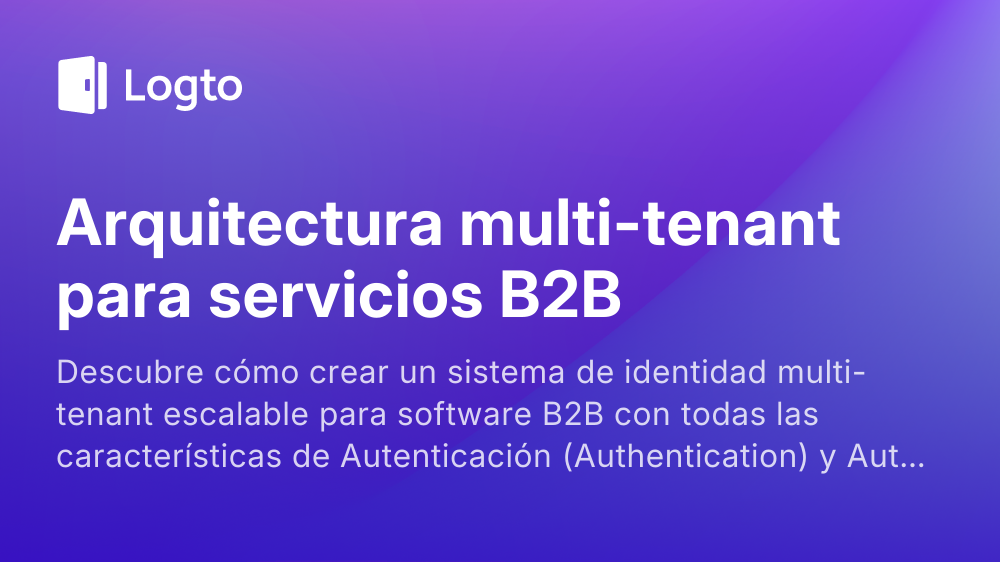 Logto
Arquitectura multi-tenant
para servicios B2B
Descubre cómo crear un sistema de identidad multi-
tenant escalable para software B2B con todas las
características de Autenticación (Authentication) y Aut...